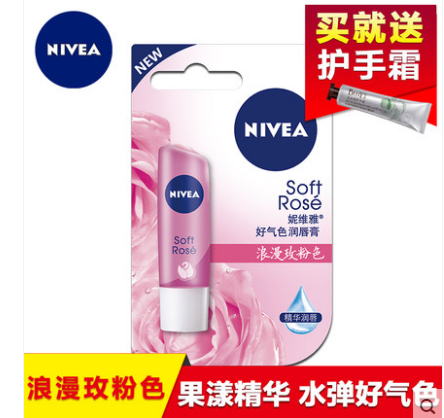 NIVEA
买就送
护手霜
NEW
NIVEA
NIVEA
Soft
Rosé
Soft
Rosé
妮维雅®
好气色润唇膏
浪漫玫粉色
精华润唇
浪漫玫粉色
果漾精华 水弹好气色